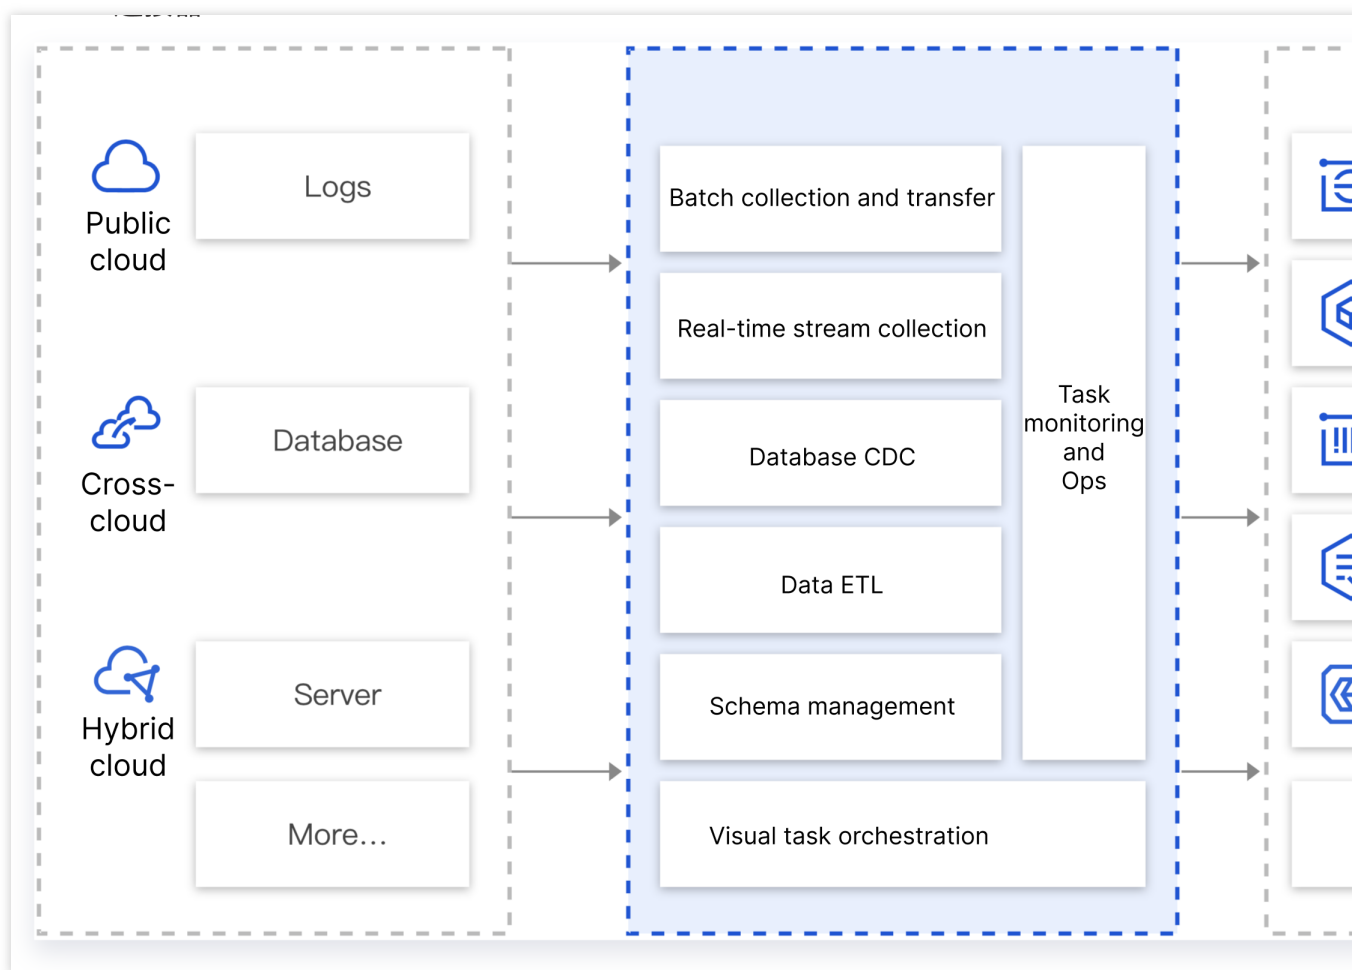 Public
cloud
Logs
Cross-
cloud
Database
Hybrid
cloud
Server
More...
Batch collection and transfer
Real-time stream collection
Database CDC
Data ETL
Schema management
Visual task orchestration
Task
monitoring
and
Ops